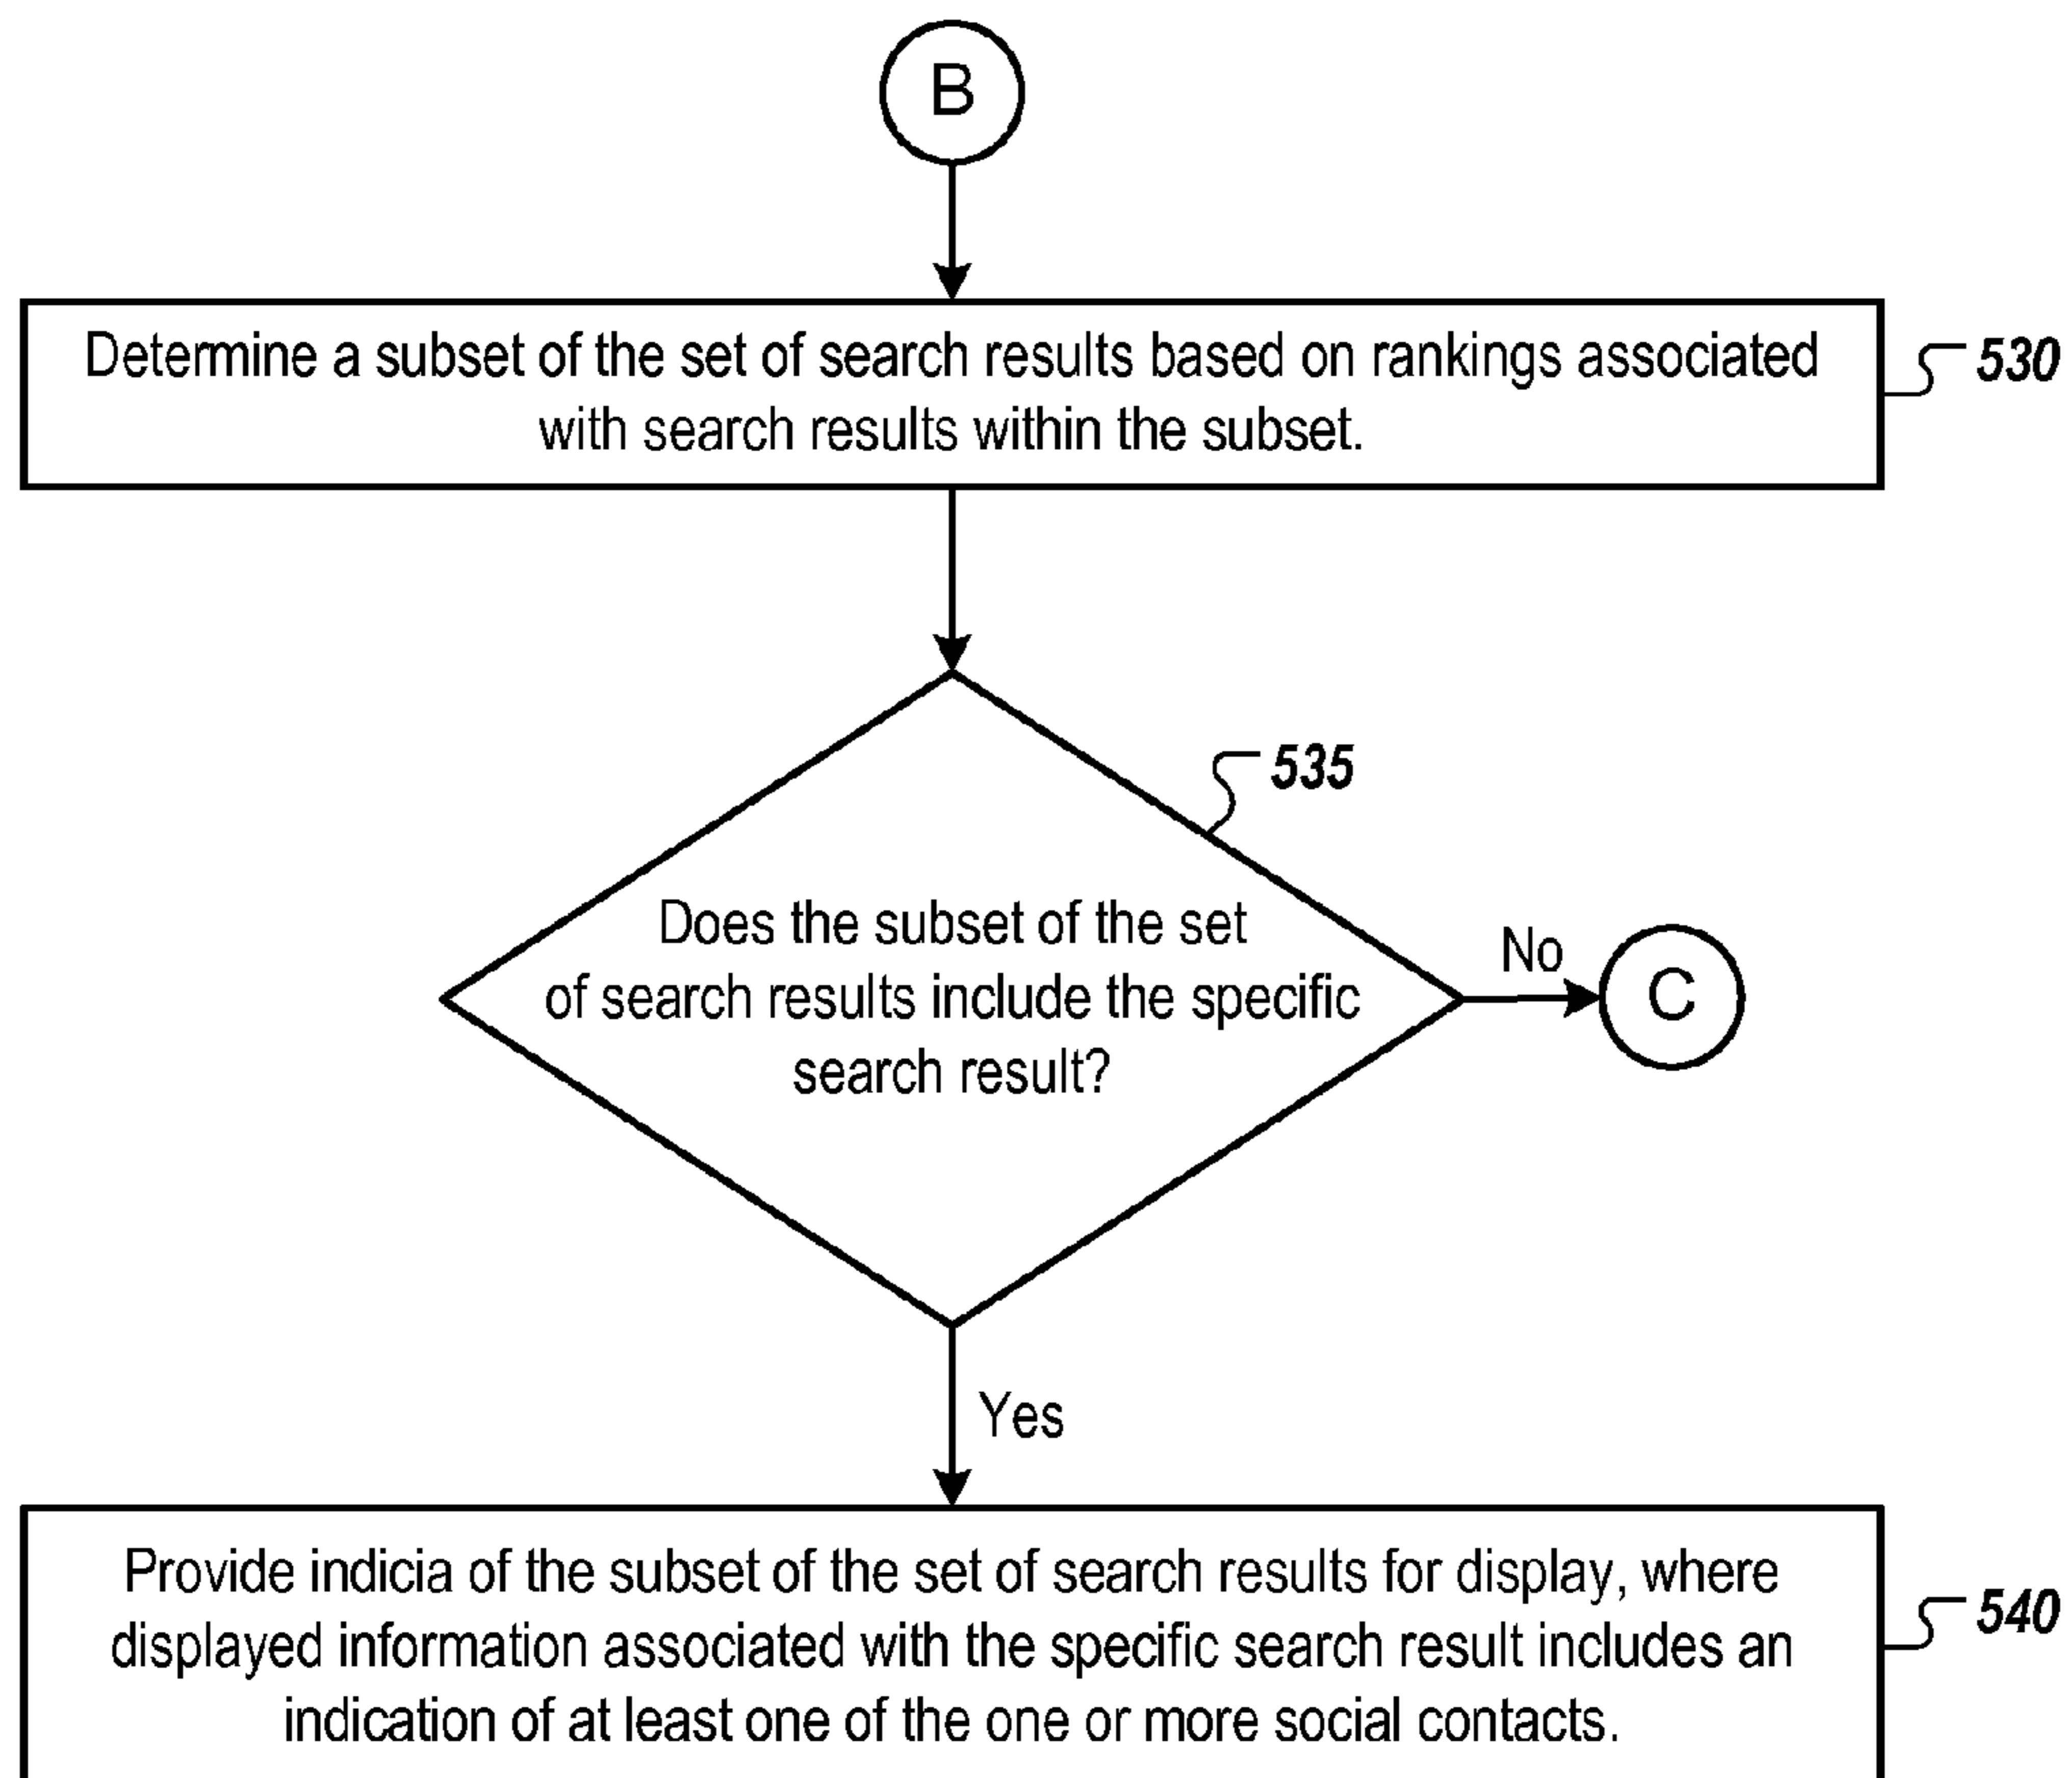 B
Determine a subset of the set of search results based on rankings associated
with search results within the subset.
530
535
Does the subset of the set
of search results include the specific
search result?
No
C
Yes
Provide indicia of the subset of the set of search results for display, where
displayed information associated with the specific search result includes an
indication of at least one of the one or more social contacts.
540